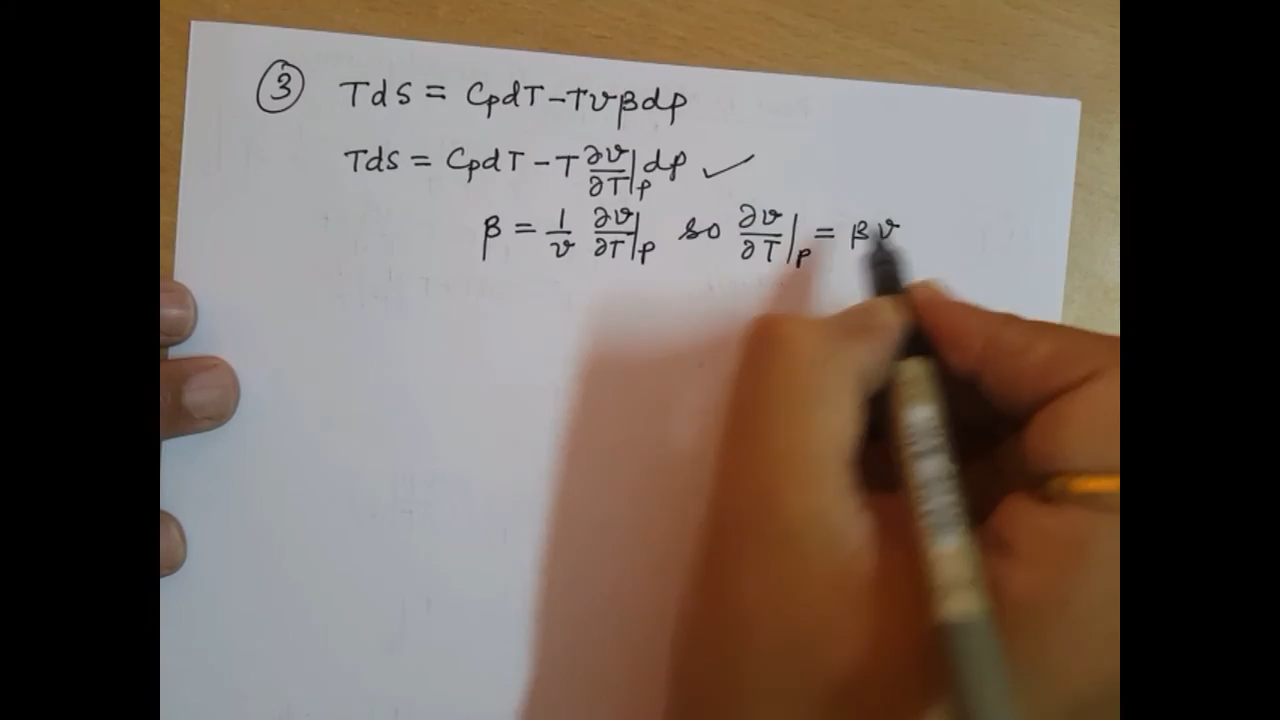 ③ TdS = CpdT - Tvβdp
TdS = CpdT - T ∂v/∂T|p dp ✓
β = 1/v ∂v/∂T|p so ∂v/∂T|p = βv